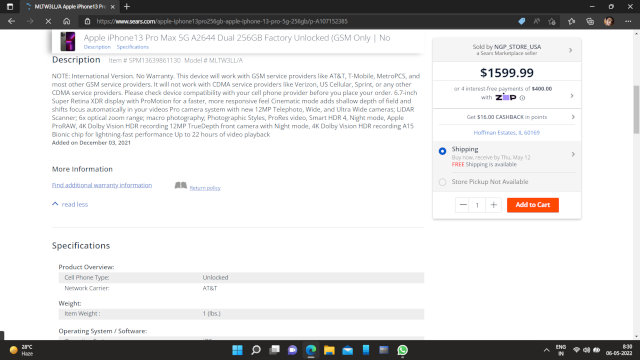 MLTW3LL/A Apple iPhone13 Pro
https://www.sears.com/apple-iphone13pro256gb-apple-iphone-13-pro-5g-256gb/p-A107152385
Apple iPhone13 Pro Max 5G A2644 Dual 256GB Factory Unlocked (GSM Only | No
Description Specifications
Description Item # SPM13639861130 Model # MLTW3LL/A
NOTE: International Version. No Warranty. This device will work with GSM service providers like AT&T, T-Mobile, MetroPCS, and
most other GSM service providers. It will not work with CDMA service providers like Verizon, US Cellular, Sprint, or any other
CDMA service providers. Please check device compatibility with your cell phone provider before you place your order. 6.7-inch
Super Retina XDR display with ProMotion for a faster, more responsive feel Cinematic mode adds shallow depth of field and
shifts focus automatically in your videos Pro camera system with new 12MP Telephoto, Wide, and Ultra Wide cameras; LiDAR
Scanner; 6x optical zoom range; macro photography; Photographic Styles, ProRes video, Smart HDR 4, Night mode, Apple
ProRAW, 4K Dolby Vision HDR recording 12MP TrueDepth front camera with Night mode, 4K Dolby Vision HDR recording A15
Bionic chip for lightning-fast performance Up to 22 hours of video playback
Added on December 03, 2021
More Information
Find additional warranty information Return policy
read less
Specifications
Product Overview:
Cell Phone Type: Unlocked
Network Carrier: AT&T
Weight:
Item Weight : 1 (lbs.)
Operating System / Software:
Sold by NGP_STORE_USA
a Sears Marketplace seller
$1599.99
or 4 interest-free payments of $400.00
with ZIP
Get $16.00 CASHBACK in points
Hoffman Estates, IL 60169
Shipping
Buy now, receive by Thu, May 12
FREE Shipping is available
Store Pickup Not Available
1
Add to Cart
28°C
Haze
ENG
IN
8:30
06-05-2022